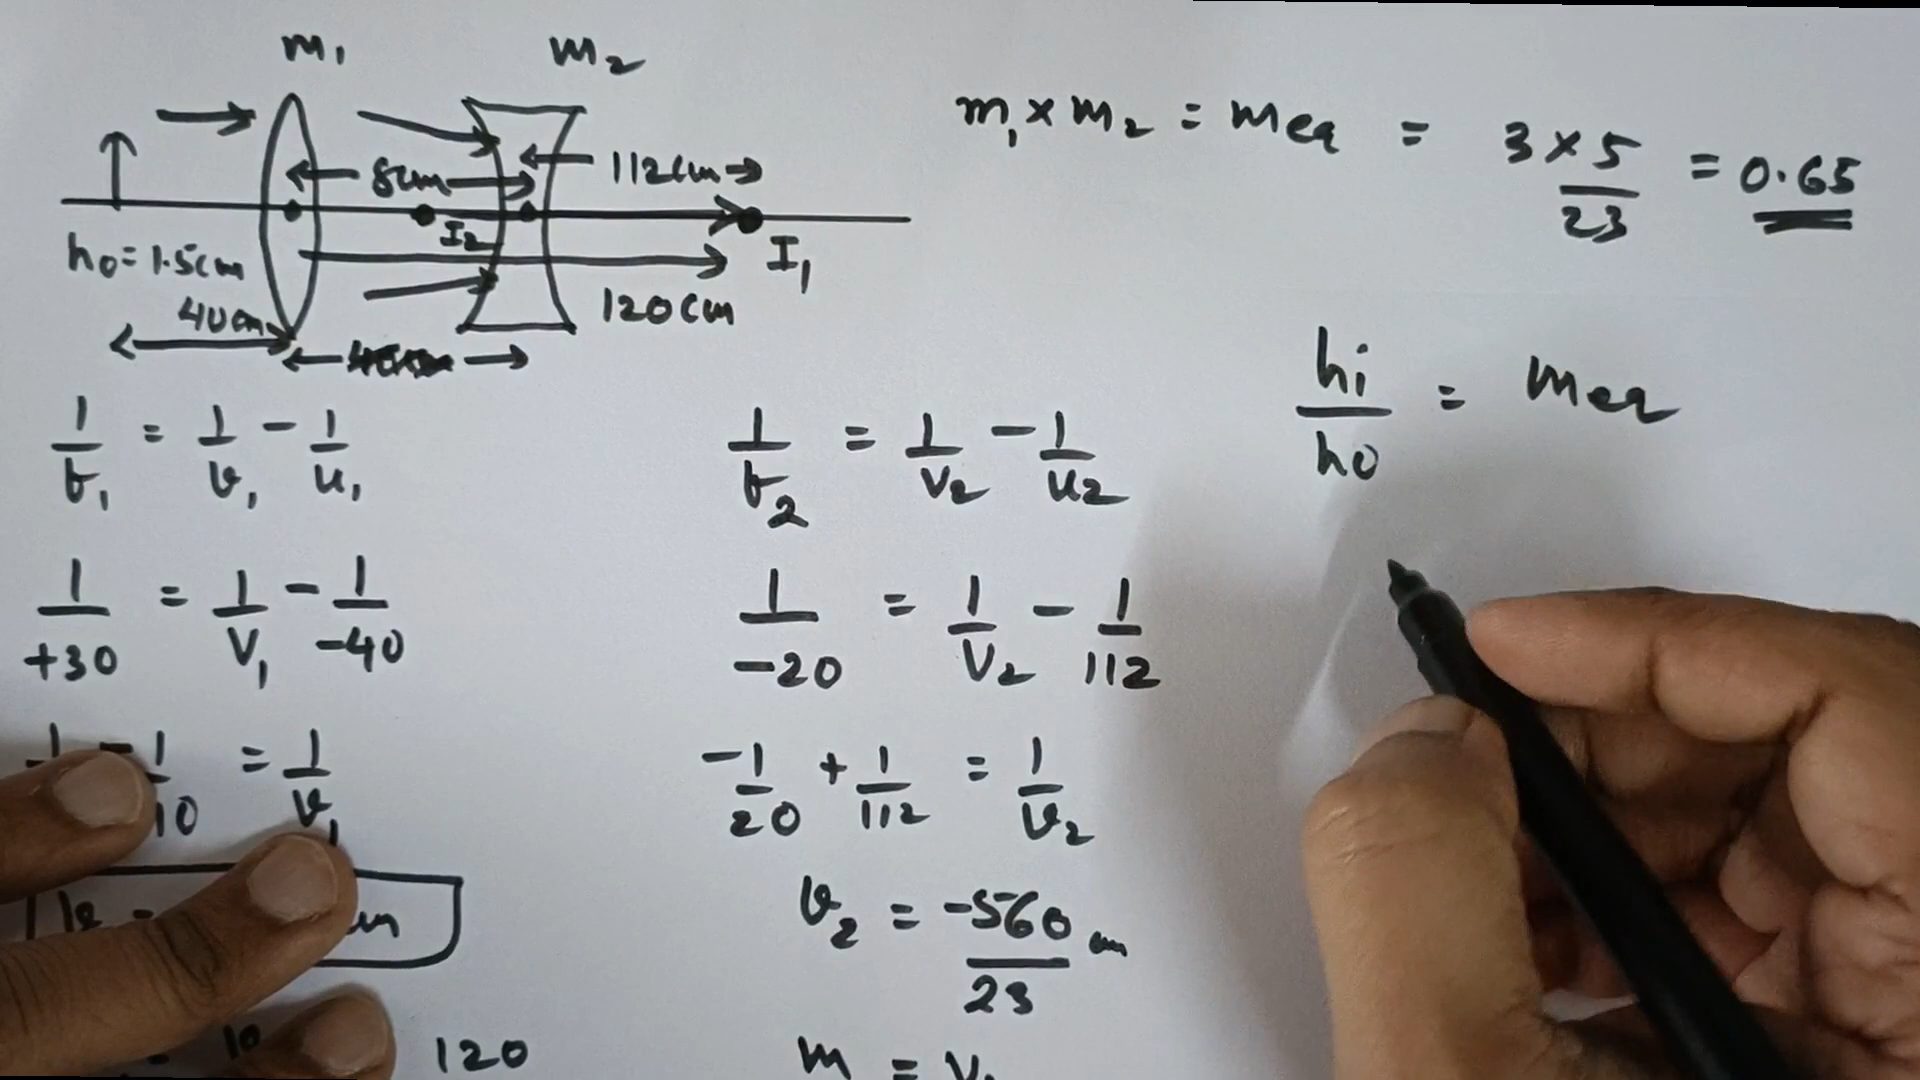 m₁ m₂
8cm 112cm
I₂ I₁
h₀ = 1.5cm
40cm 120cm
1/f₁ = 1/v₁ - 1/u₁
1/+30 = 1/V₁ - 1/-40
= 1/v₁
cm
10 120
1/f₂ = 1/V₂ - 1/u₂
1/-20 = 1/V₂ - 1/112
-1/20 + 1/112 = 1/v₂
v₂ = -560/23 cm
m = V
m₁ × m₂ = meq = 3 × 5/23 = 0.65
hi/h0 = meq